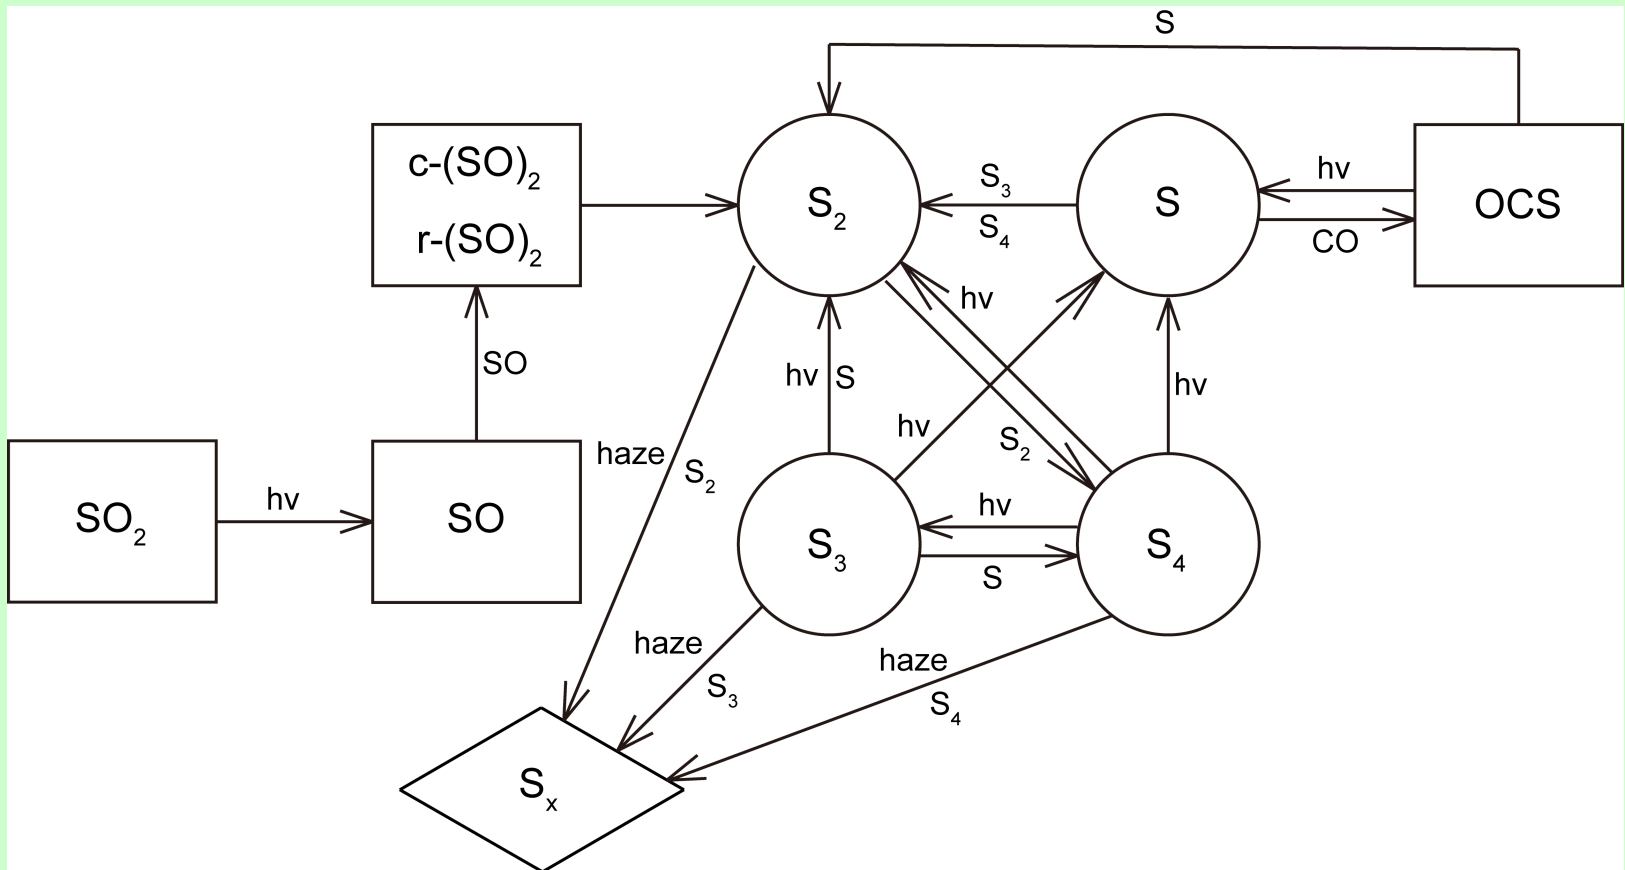 S
c-(SO)₂
r-(SO)₂
S₂
S₃
S₄
S
hv
CO
OCS
SO
hv
hv
S
hv
hv
S₂
haze
S₂
SO₂
hv
SO
S₃
hv
S
S₄
haze
S₃
haze
S₄
Sₓ